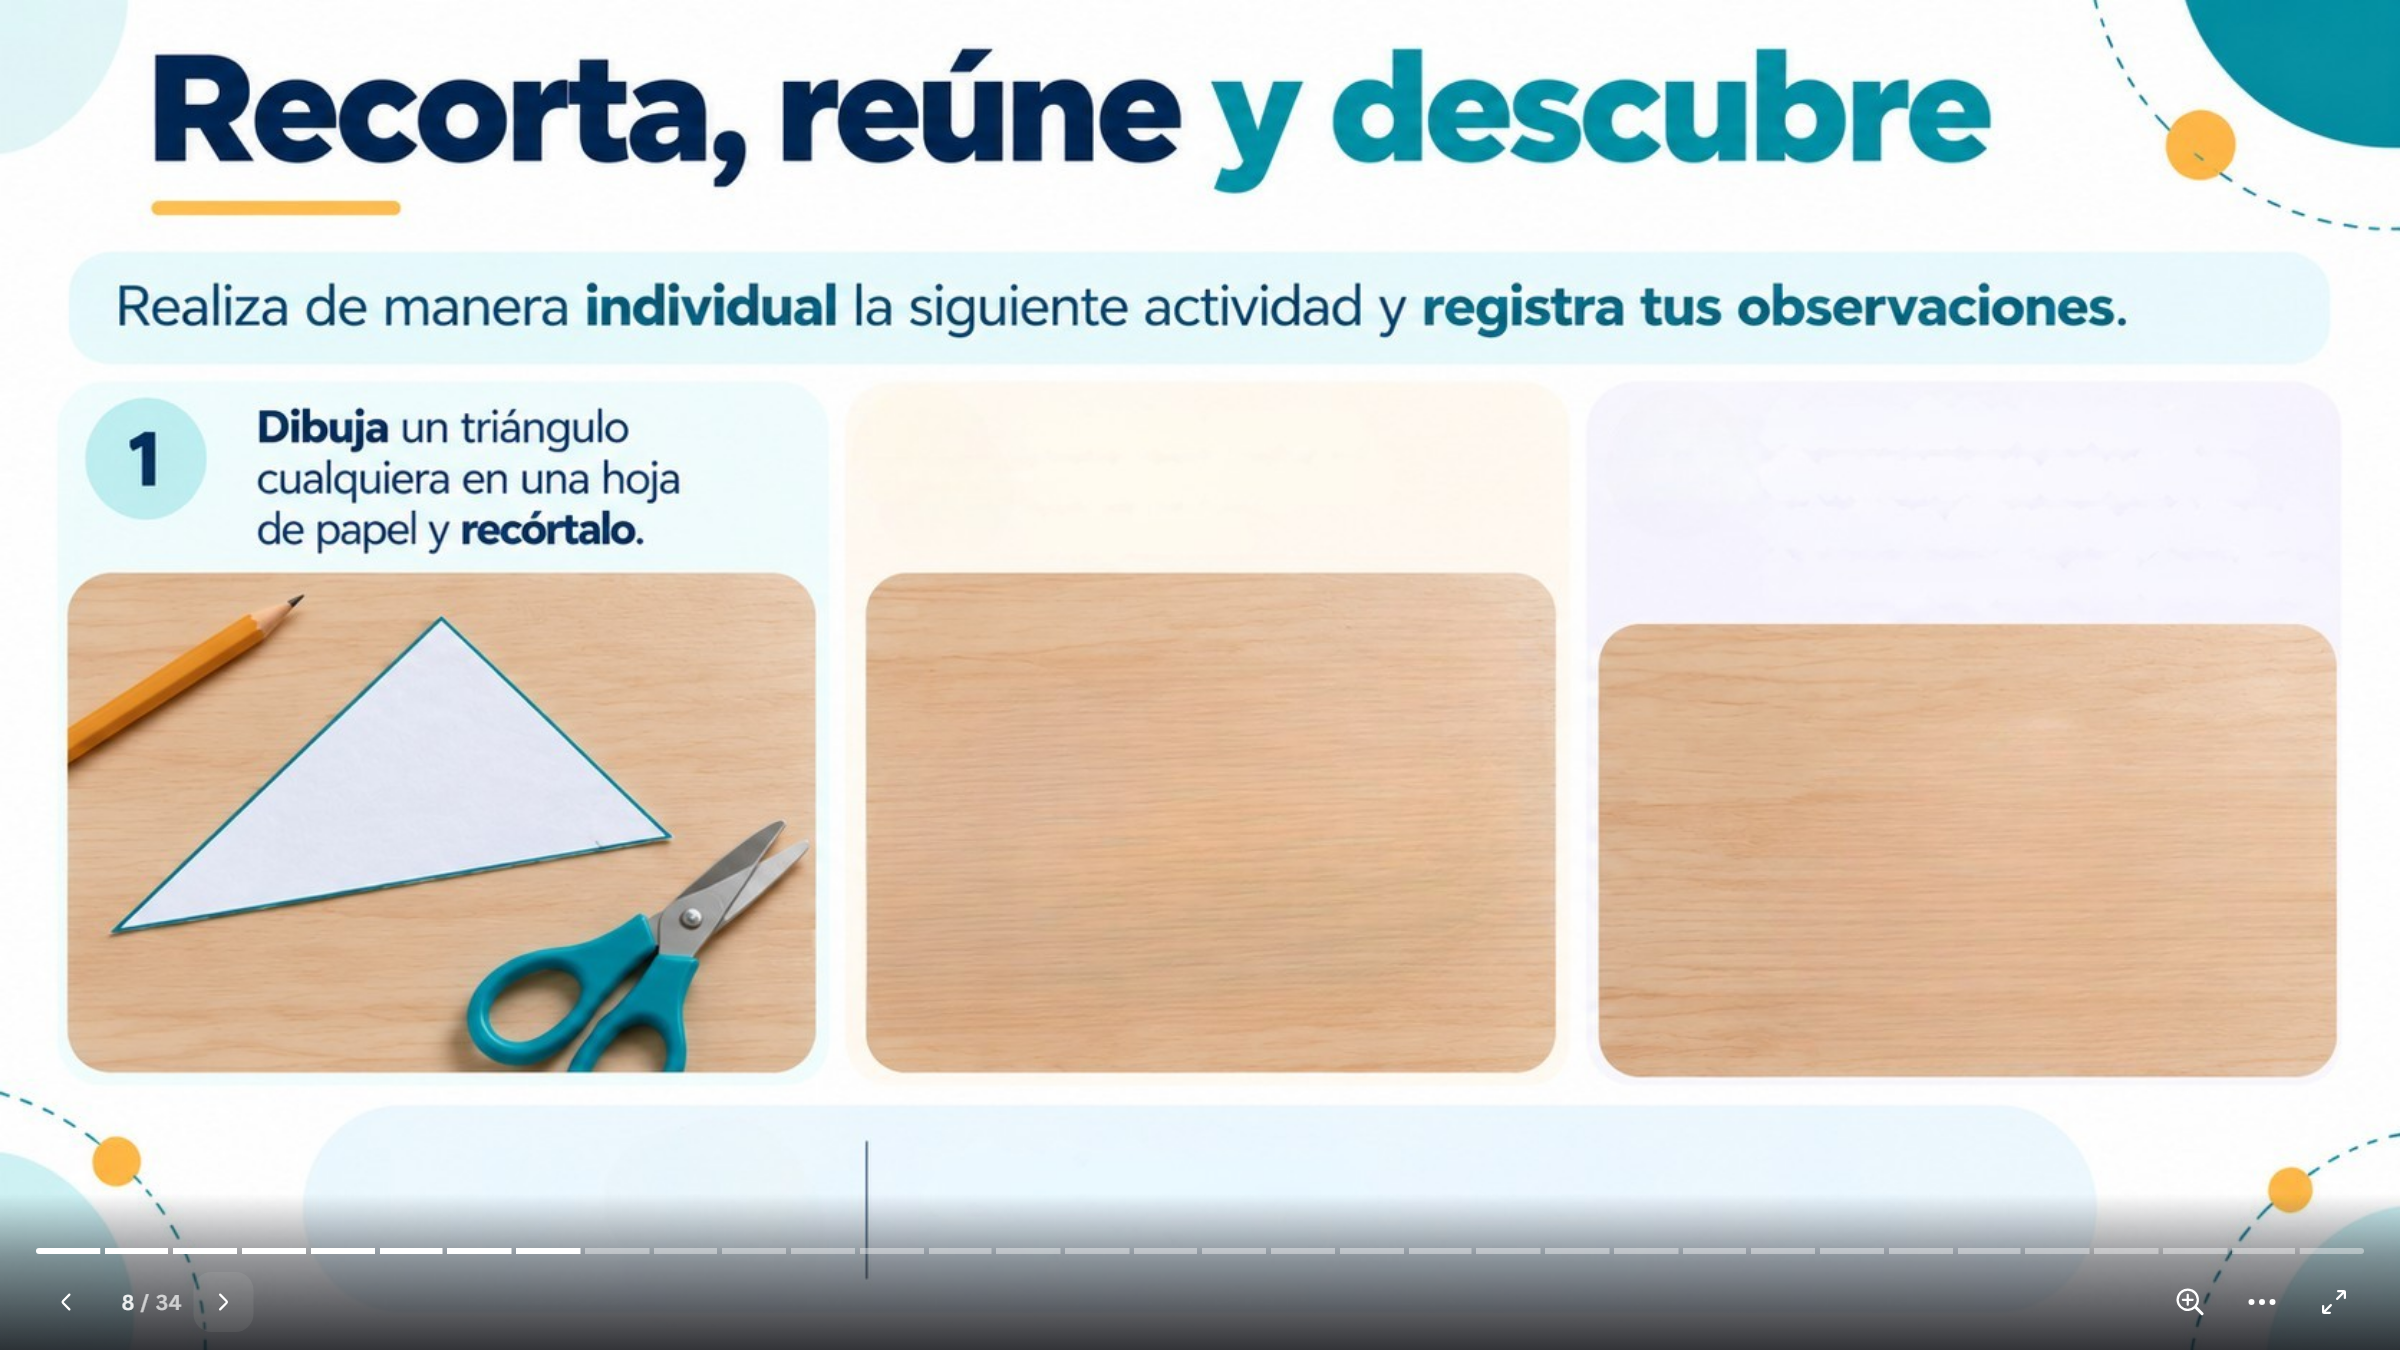 Recorta, reúne y descubre
Realiza de manera individual la siguiente actividad y registra tus observaciones.
1
Dibuja un triángulo
cualquiera en una hoja
de papel y recórtalo.
8 / 34